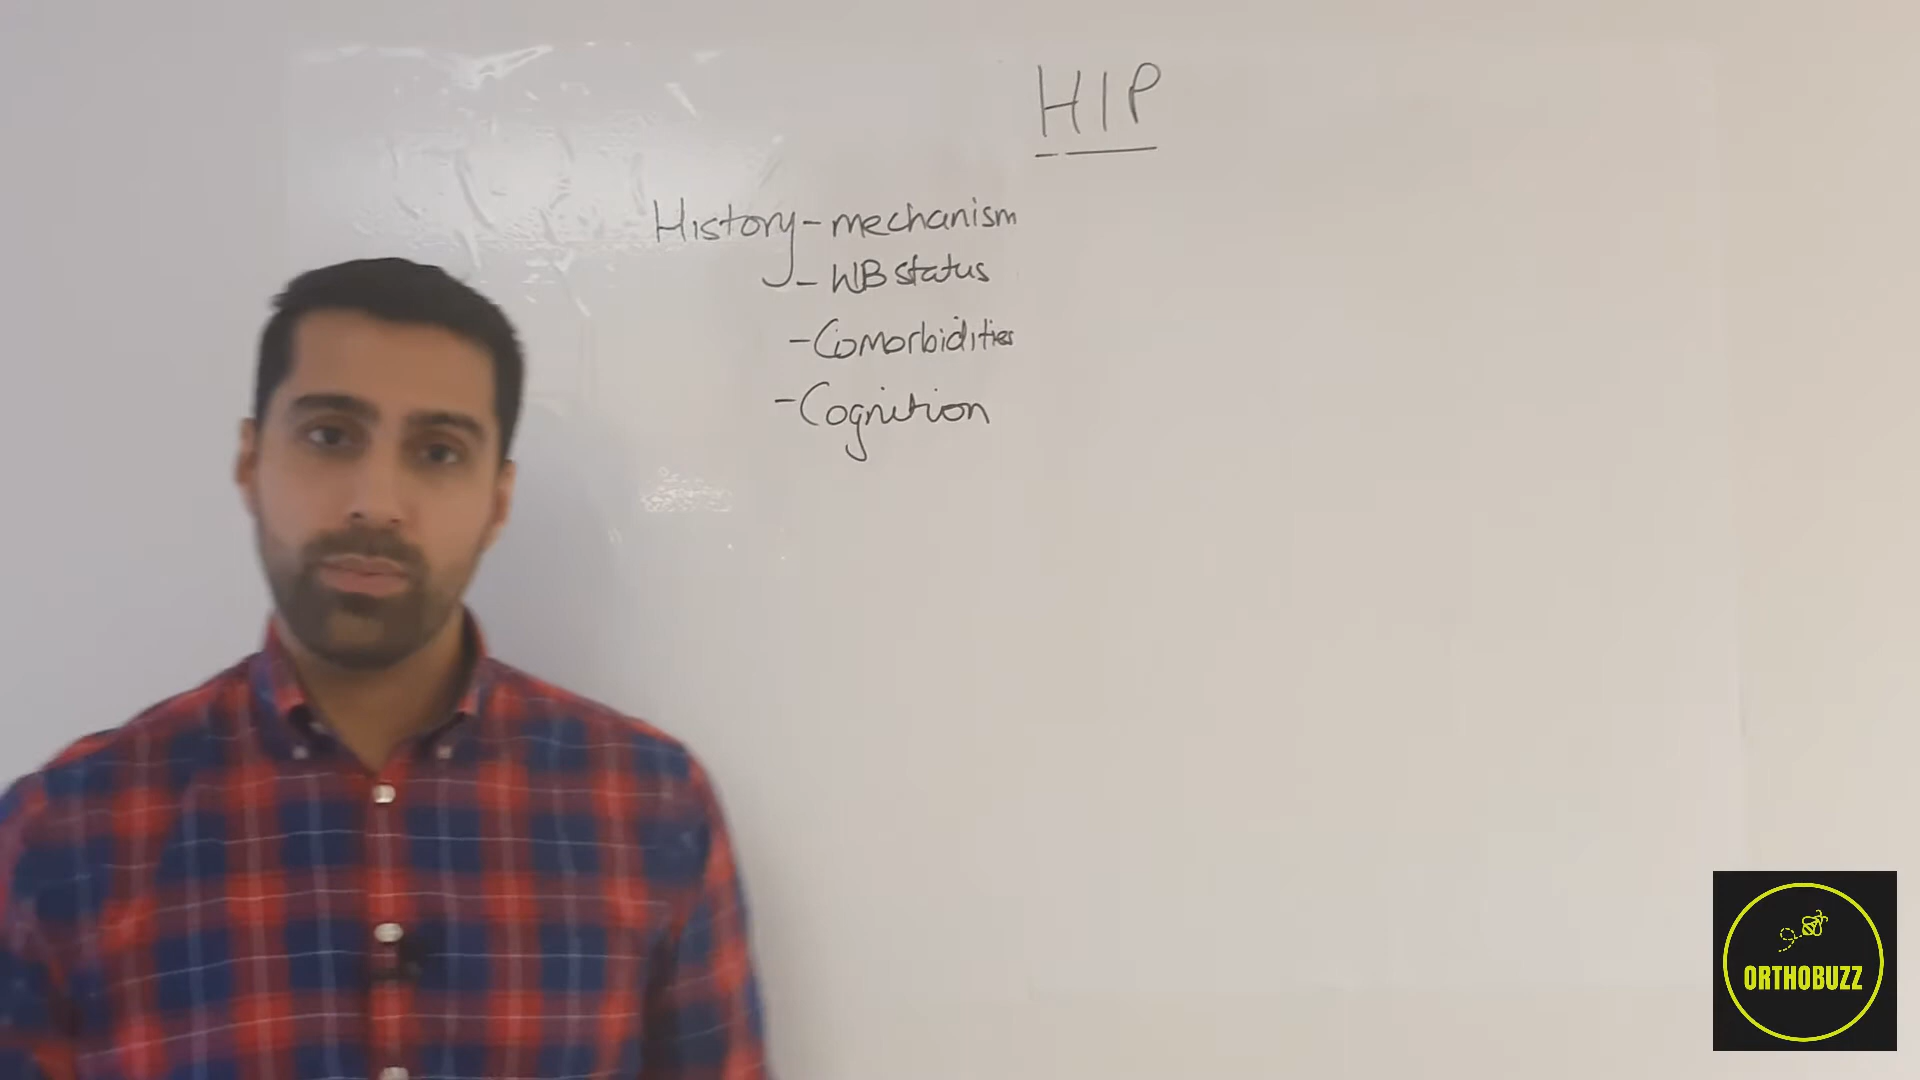 HIP
History - mechanism
- WB status
- Comorbidities
- Cognition
ORTHOBUZZ